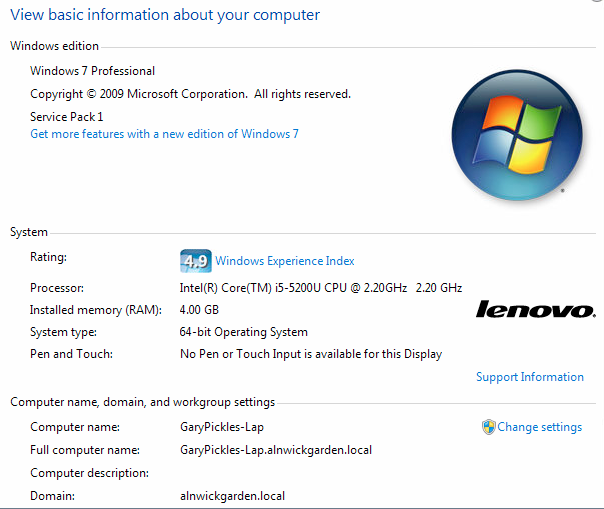 View basic information about your computer
Windows edition
Windows 7 Professional
Copyright © 2009 Microsoft Corporation.  All rights reserved.
Service Pack 1
Get more features with a new edition of Windows 7
System
Rating: 4.9 Windows Experience Index
Processor: Intel(R) Core(TM) i5-5200U CPU @ 2.20GHz  2.20 GHz
Installed memory (RAM): 4.00 GB
lenovo.
System type: 64-bit Operating System
Pen and Touch: No Pen or Touch Input is available for this Display
Support Information
Computer name, domain, and workgroup settings
Computer name: GaryPickles-Lap Change settings
Full computer name: GaryPickles-Lap.alnwickgarden.local
Computer description:
Domain: alnwickgarden.local